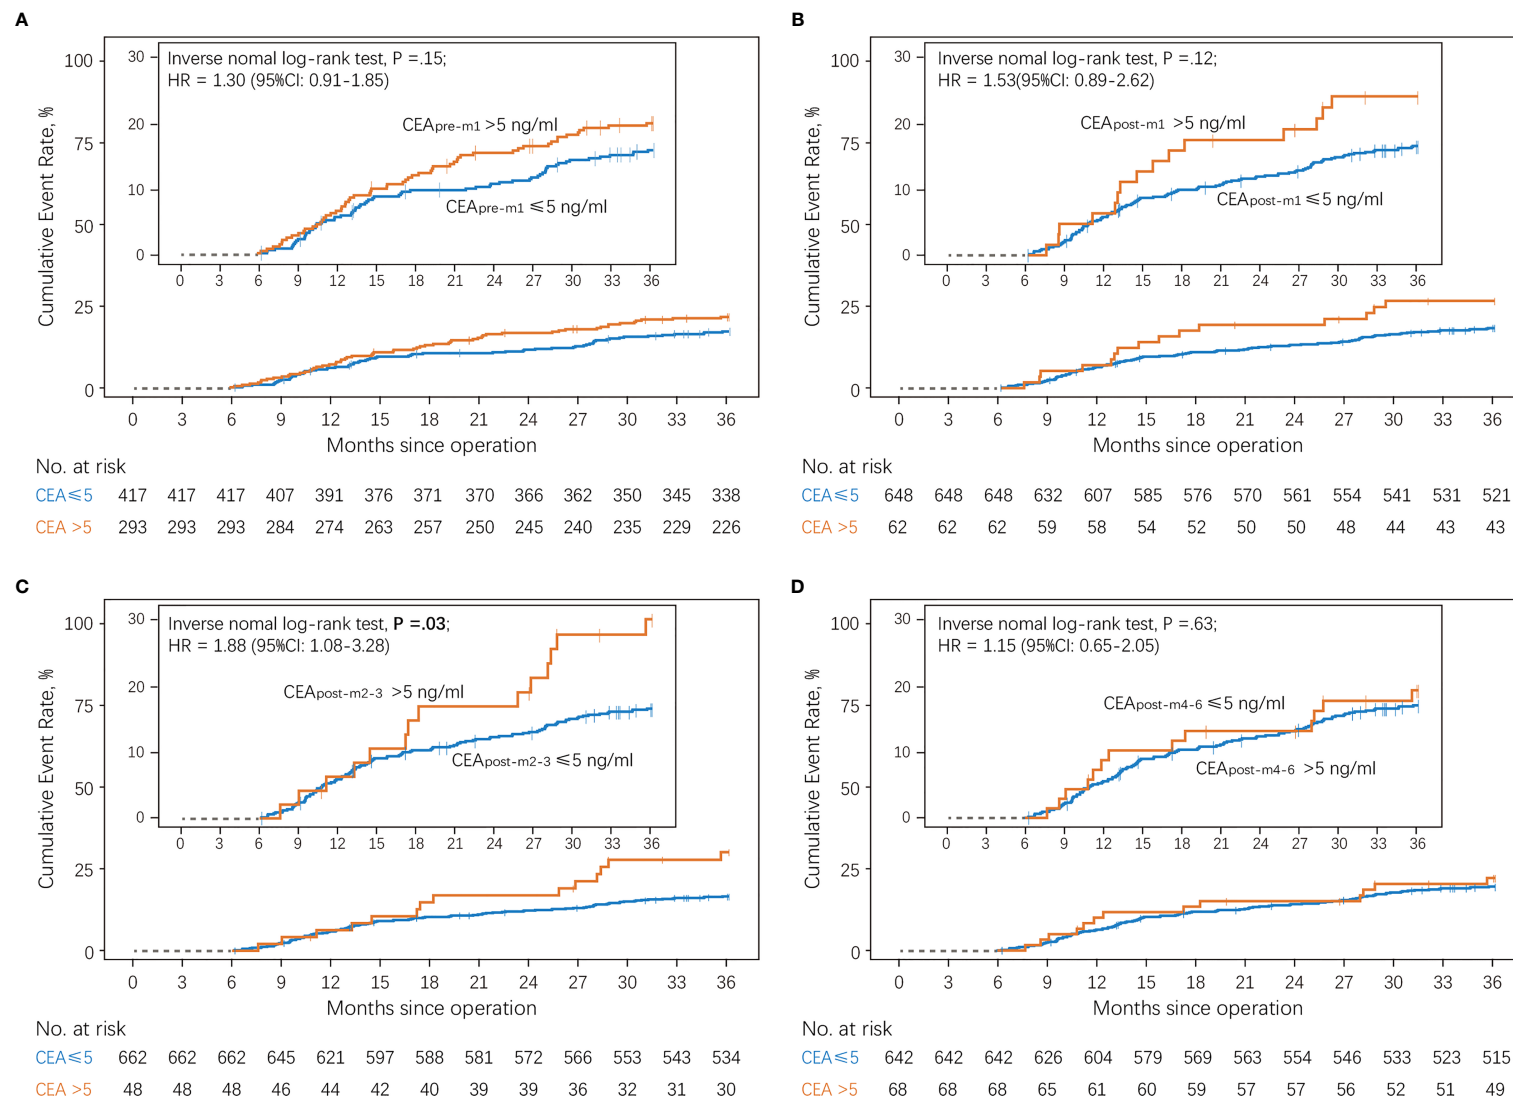 A
Inverse nomal log-rank test, P =.15;
HR = 1.30 (95%CI: 0.91-1.85)
CEApre-m1 >5 ng/ml
CEApre-m1 ≤5 ng/ml
30
20
10
0
0 3 6 9 12 15 18 21 24 27 30 33 36
Cumulative Event Rate, %
100
75
50
25
0
0 3 6 9 12 15 18 21 24 27 30 33 36
Months since operation
No. at risk
CEA≤5 417 417 417 407 391 376 371 370 366 362 350 345 338
CEA >5 293 293 293 284 274 263 257 250 245 240 235 229 226
B
Inverse nomal log-rank test, P =.12;
HR = 1.53(95%CI: 0.89-2.62)
CEApost-m1 >5 ng/ml
CEApost-m1 ≤5 ng/ml
30
20
10
0
0 3 6 9 12 15 18 21 24 27 30 33 36
Cumulative Event Rate, %
100
75
50
25
0
0 3 6 9 12 15 18 21 24 27 30 33 36
Months since operation
No. at risk
CEA≤5 648 648 648 632 607 585 576 570 561 554 541 531 521
CEA >5 62 62 62 59 58 54 52 50 50 48 44 43 43
C
Inverse nomal log-rank test, P =.03;
HR = 1.88 (95%CI: 1.08-3.28)
CEApost-m2-3 >5 ng/ml
CEApost-m2-3 ≤5 ng/ml
30
20
10
0
0 3 6 9 12 15 18 21 24 27 30 33 36
Cumulative Event Rate, %
100
75
50
25
0
0 3 6 9 12 15 18 21 24 27 30 33 36
Months since operation
No. at risk
CEA≤5 662 662 662 645 621 597 588 581 572 566 553 543 534
CEA >5 48 48 48 46 44 42 40 39 39 36 32 31 30
D
Inverse nomal log-rank test, P =.63;
HR = 1.15 (95%CI: 0.65-2.05)
CEApost-m4-6 ≤5 ng/ml
CEApost-m4-6 >5 ng/ml
30
20
10
0
0 3 6 9 12 15 18 21 24 27 30 33 36
Cumulative Event Rate, %
100
75
50
25
0
0 3 6 9 12 15 18 21 24 27 30 33 36
Months since operation
No. at risk
CEA≤5 642 642 642 626 604 579 569 563 554 546 533 523 515
CEA >5 68 68 68 65 61 60 59 57 57 56 52 51 49